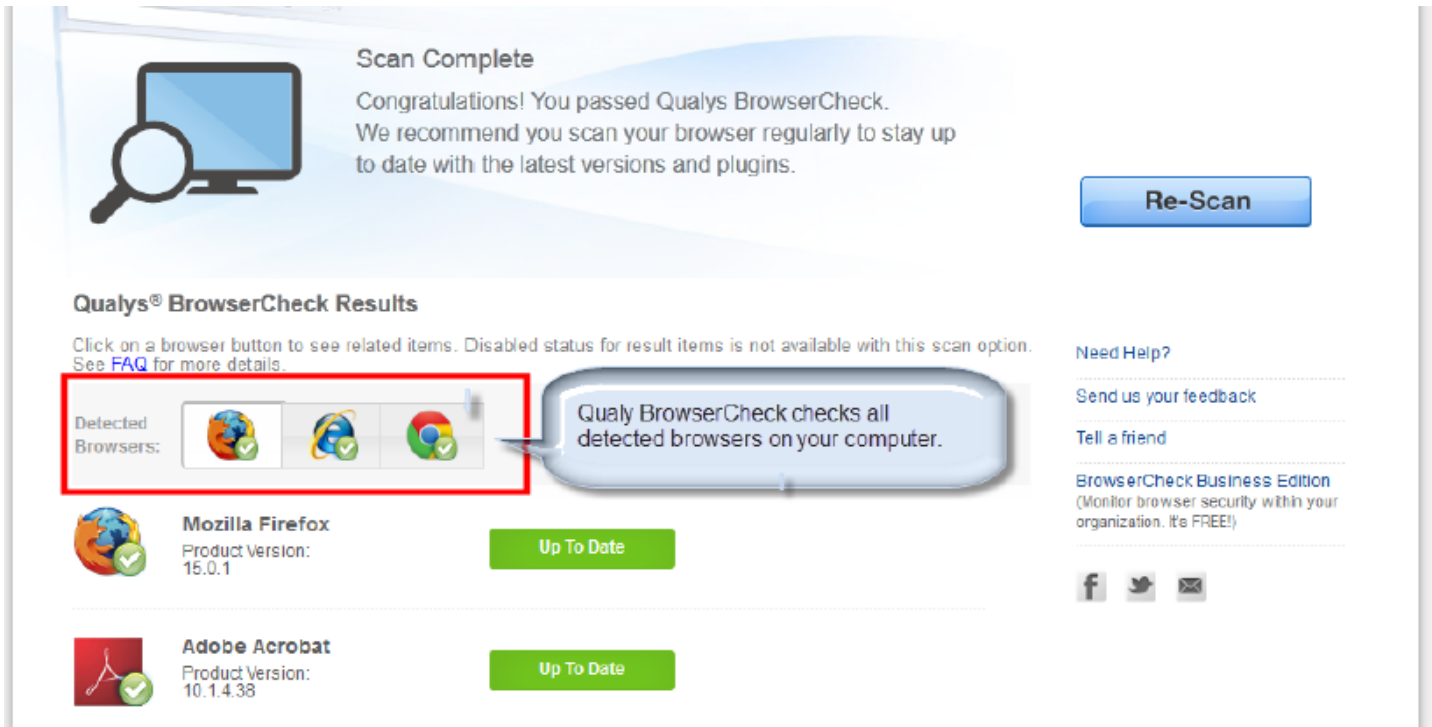 Scan Complete
Congratulations! You passed Qualys BrowserCheck.
We recommend you scan your browser regularly to stay up
to date with the latest versions and plugins.
Re-Scan
Qualys® BrowserCheck Results
Click on a browser button to see related items. Disabled status for result items is not available with this scan option.
See FAQ for more details.
Detected
Browsers:
Qualy BrowserCheck checks all
detected browsers on your computer.
Mozilla Firefox
Product Version:
15.0.1
Up To Date
Adobe Acrobat
Product Version:
10.1.4.38
Up To Date
Need Help?
Send us your feedback
Tell a friend
BrowserCheck Business Edition
(Monitor browser security within your
organization. It's FREE!)